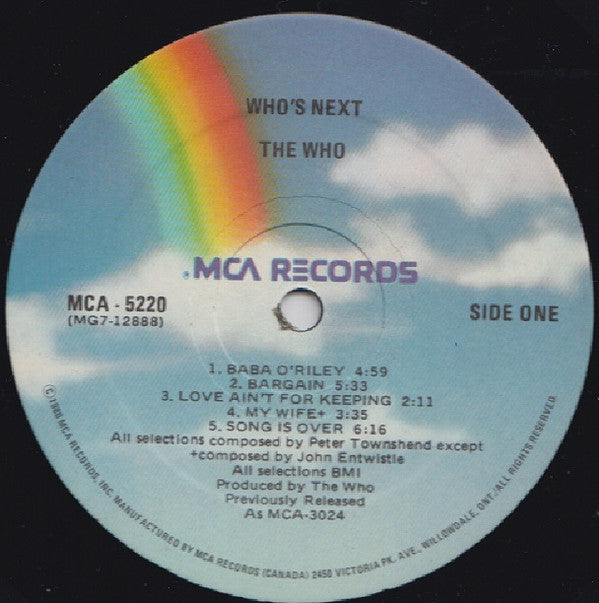 WHO'S NEXT
THE WHO
MCA RECORDS
MCA - 5220
(MG7-12888)
SIDE ONE
1. BABA O'RILEY 4:59
2. BARGAIN 5:33
3. LOVE AIN'T FOR KEEPING 2:11
4. MY WIFE+ 3:35
5. SONG IS OVER 6:16
All selections composed by Peter Townshend except
+composed by John Entwistle
All selections BMI
Produced by The Who
Previously Released
As MCA-3024
MCA RECORDS, INC. MANUFACTURED BY MCA RECORDS (CANADA) 2450 VICTORIA PK. AVE., WILLOWDALE, ONT./ALL RIGHTS RESERVED.